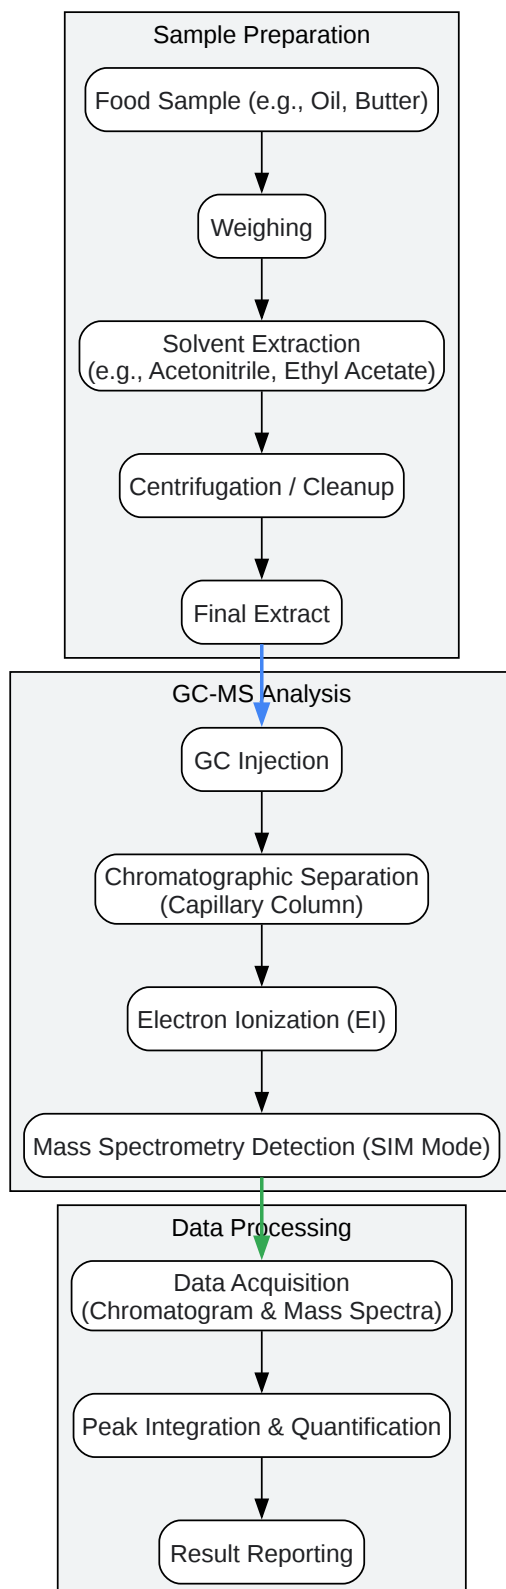 Sample Preparation
Food Sample (e.g., Oil, Butter)
Weighing
Solvent Extraction
(e.g., Acetonitrile, Ethyl Acetate)
Centrifugation / Cleanup
Final Extract
GC-MS Analysis
GC Injection
Chromatographic Separation
(Capillary Column)
Electron Ionization (EI)
Mass Spectrometry Detection (SIM Mode)
Data Processing
Data Acquisition
(Chromatogram & Mass Spectra)
Peak Integration & Quantification
Result Reporting